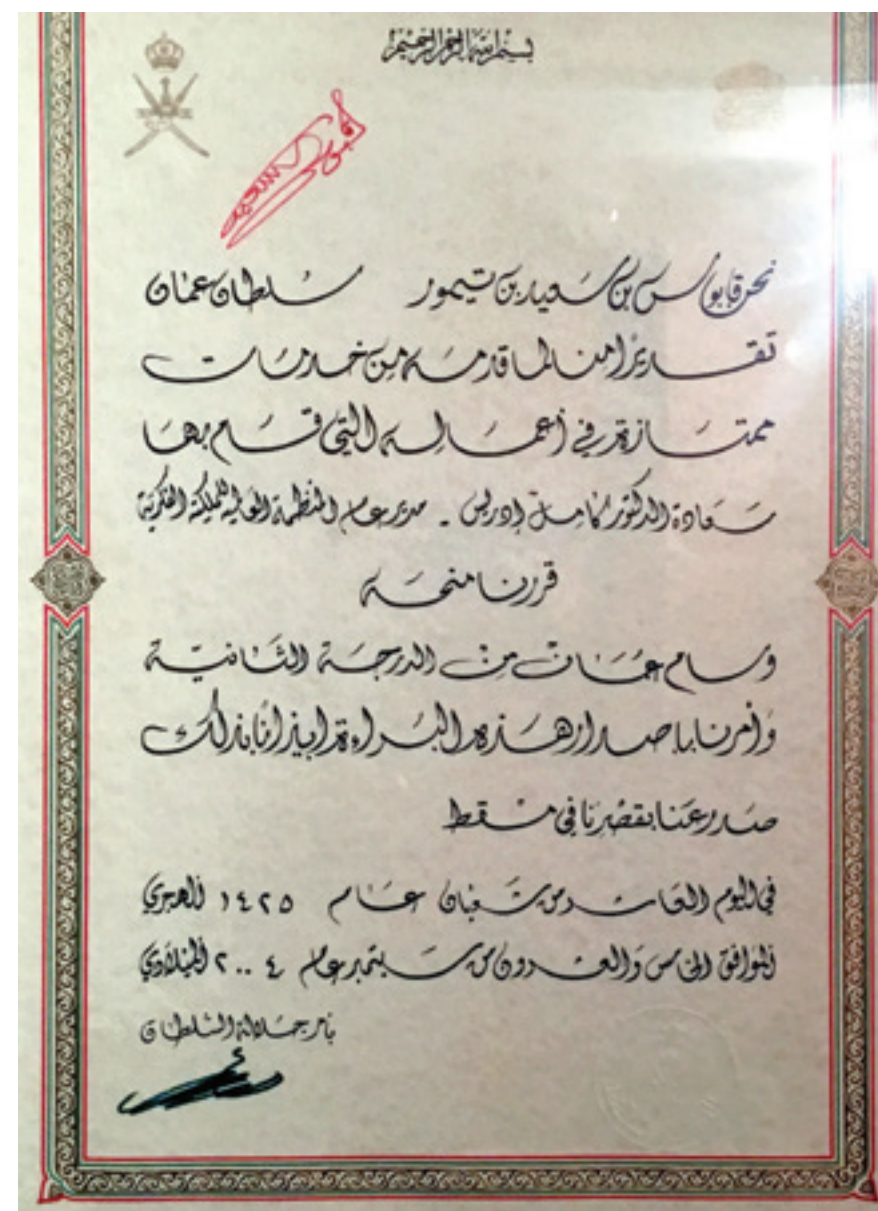 بسم الله الرحمن الرحيم
نحن قابوس بن سعيد بن تيمور سلطان عمان
تقديرا منا لما قدمه من خدمات
ممتازة في أعماله التي قام بها
سعادة الدكتور كامل إدريس - مدير عام المنظمة العالمية للملكية الفكرية
قررنا منحه
وسام عمان من الدرجة الثانية
وأمرنا بإصدار هذه البراءة إيذانا بذلك
صدر عنا بقصرنا في مسقط
في اليوم العاشر من شعبان عام ١٤٢٥ الهجري
الموافق الخامس والعشرون من سبتمبر عام ٢٠٠٤ الميلادي
بأمر جلالة السلطان